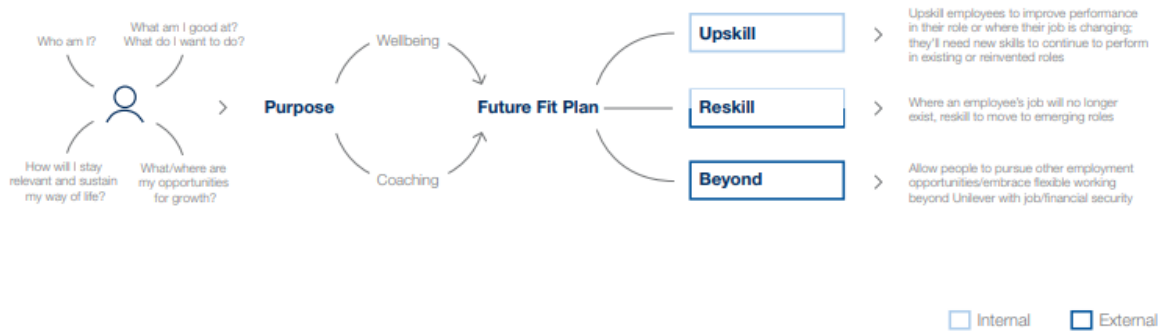 Who am I?
What am I good at?
What do I want to do?
How will I stay
relevant and sustain
my way of life?
What/where are
my opportunities
for growth?
Purpose
Wellbeing
Coaching
Future Fit Plan
Upskill
Upskill employees to improve performance
in their role or where their job is changing;
they'll need new skills to continue to perform
in existing or reinvented roles
Reskill
Where an employee's job will no longer
exist, reskill to move to emerging roles
Beyond
Allow people to pursue other employment
opportunities/embrace flexible working
beyond Unilever with job/financial security
Internal
External